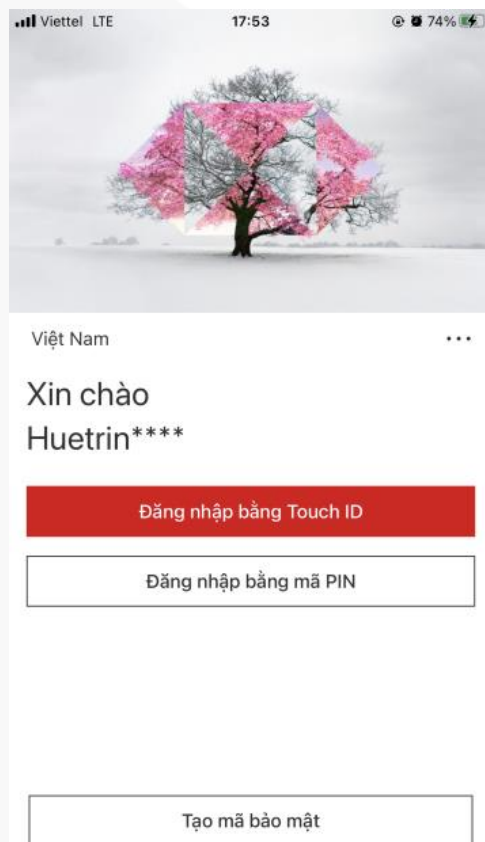 Viettel LTE 17:53 74%
Việt Nam
Xin chào
Huetrin****
Đăng nhập bằng Touch ID
Đăng nhập bằng mã PIN
Tạo mã bảo mật